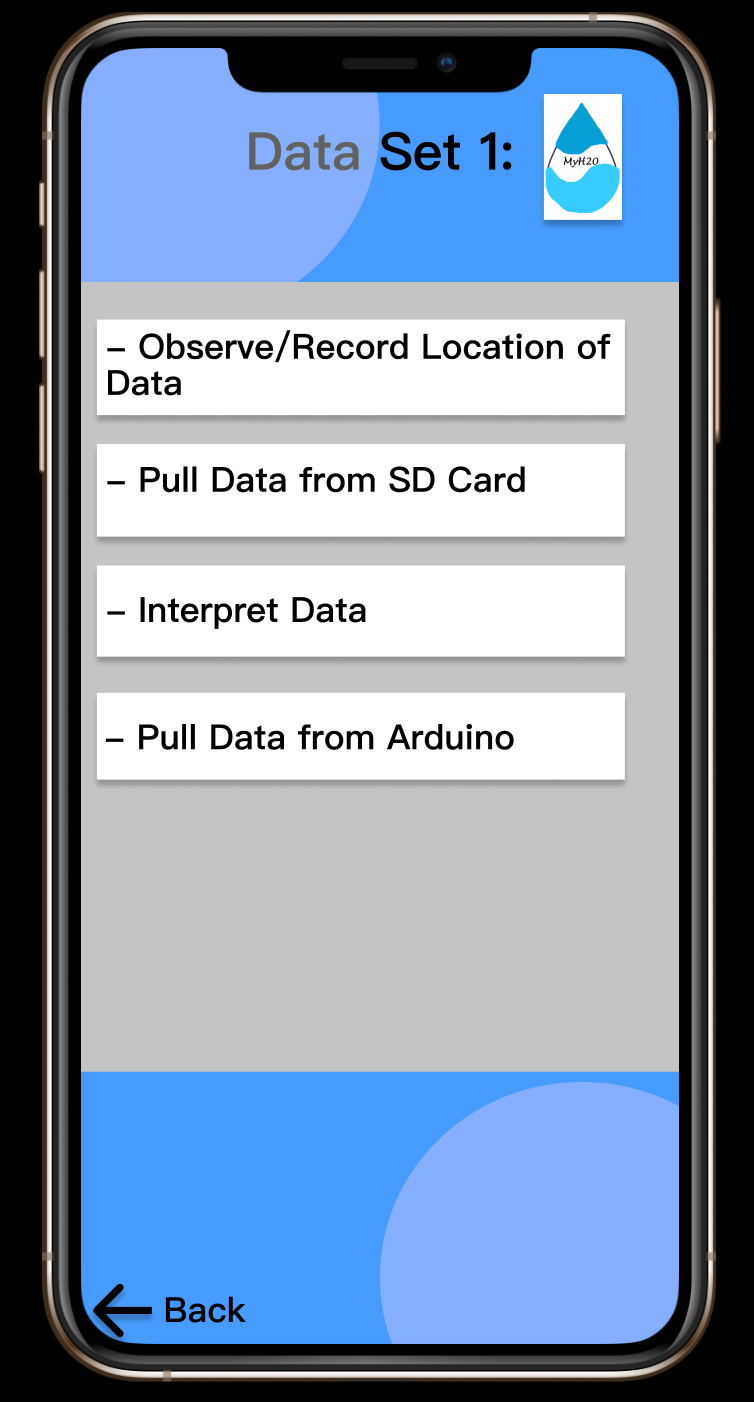 Data Set 1:
MyH20
– Observe/Record Location of
Data
– Pull Data from SD Card
– Interpret Data
– Pull Data from Arduino
Back